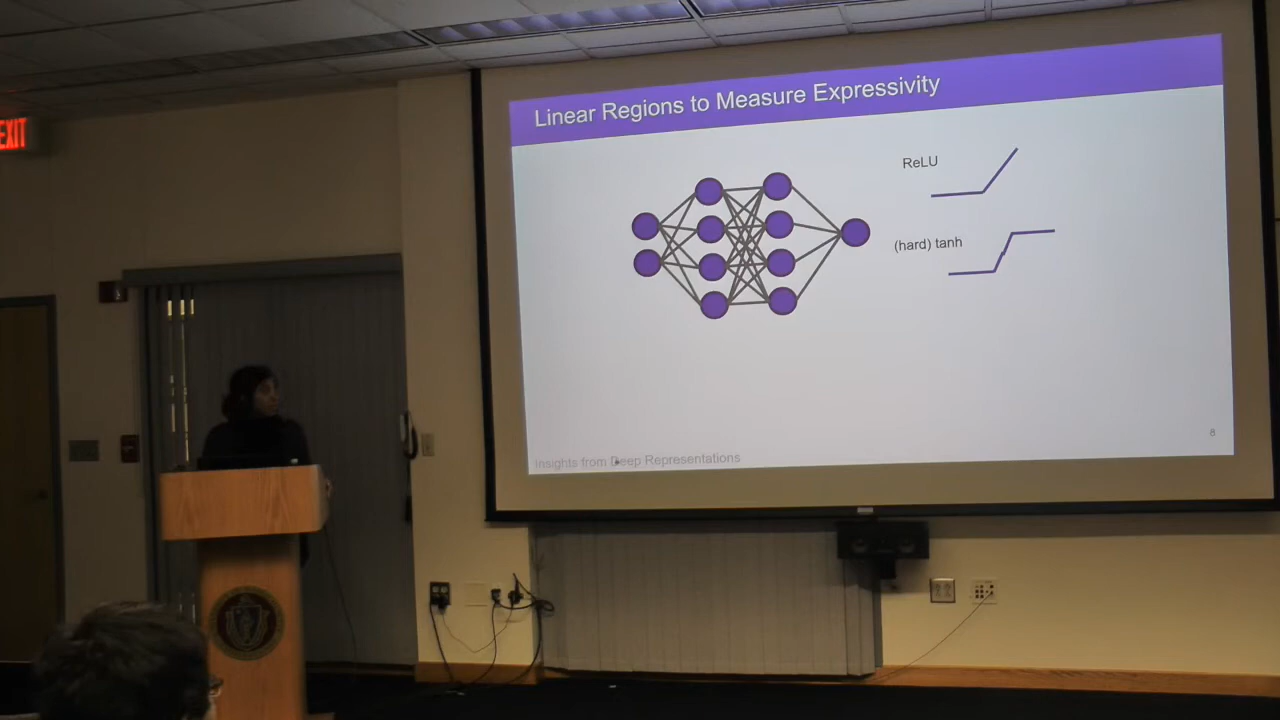 EXIT
Linear Regions to Measure Expressivity
ReLU
(hard) tanh
8
Insights from Deep Representations